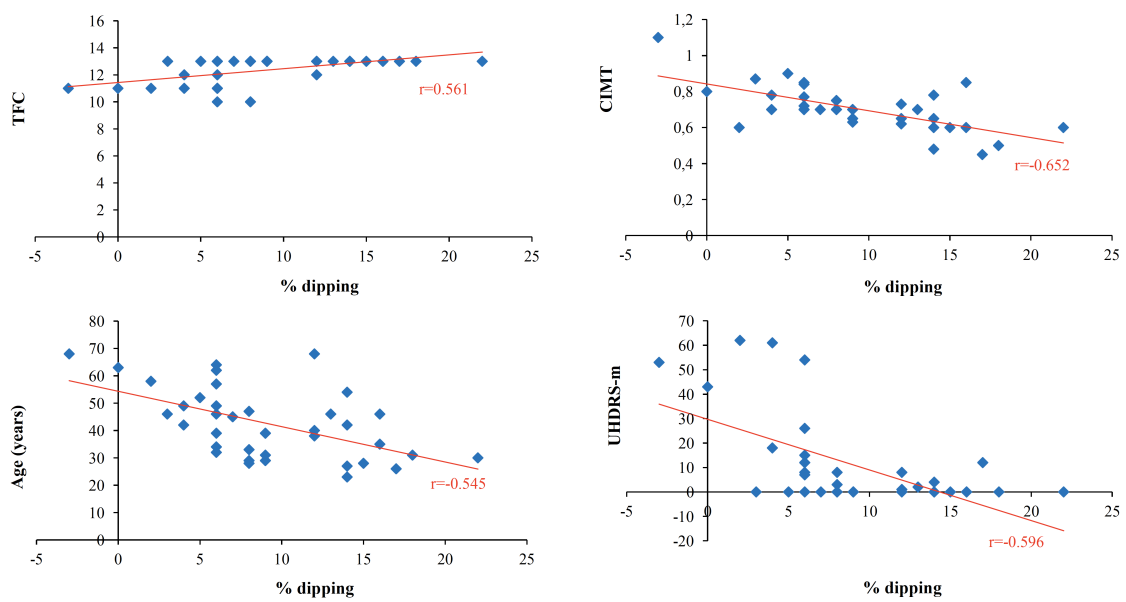 TFC
16
14
12
10
8
6
4
2
0
-5 0 5 10 15 20 25
% dipping
r=0.561
CIMT
1,2
1
0,8
0,6
0,4
0,2
0
-5 0 5 10 15 20 25
% dipping
r=-0.652
Age (years)
80
70
60
50
40
30
20
10
0
-5 0 5 10 15 20 25
% dipping
r=-0.545
UHDRS-m
70
60
50
40
30
20
10
0
-10
-20
-5 0 5 10 15 20 25
% dipping
r=-0.596